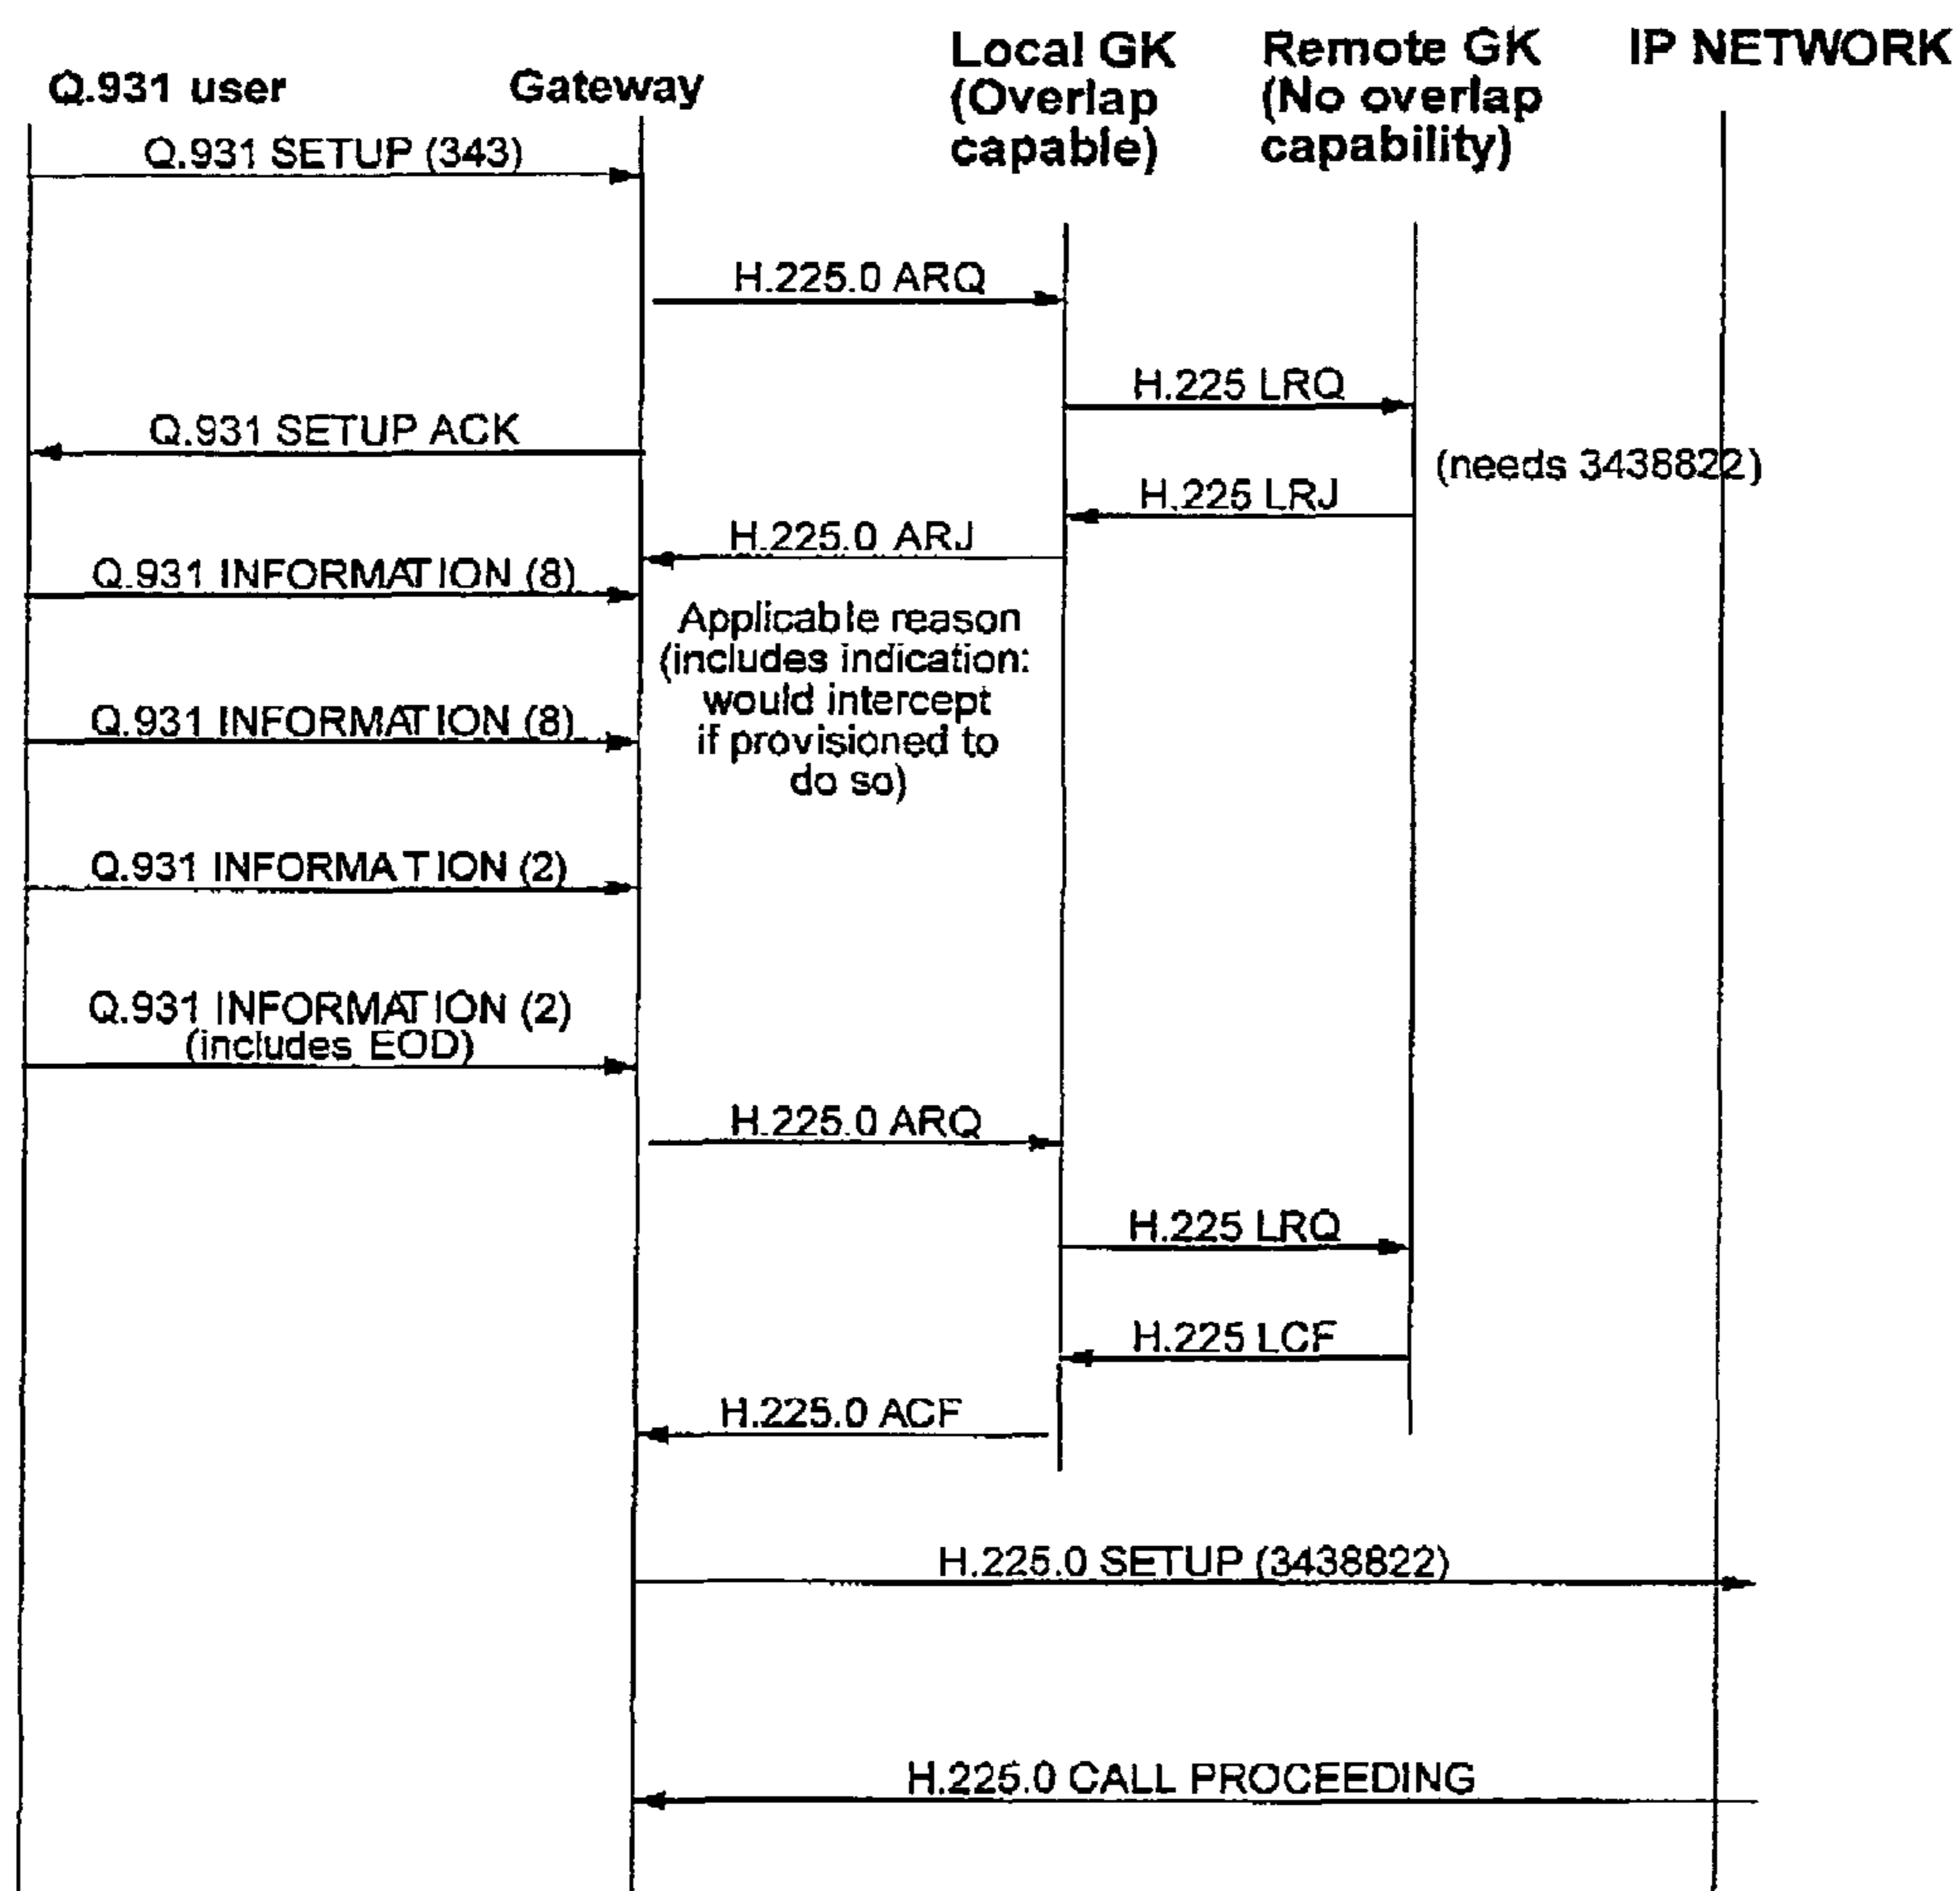 Q.931 user
Gateway
Local GK
(Overlap
capable)
Remote GK
(No overlap
capability)
IP NETWORK
Q.931 SETUP (343)
H.225.0 ARQ
H.225 LRQ
Q.931 SETUP ACK
(needs 3438822)
H.225 LRJ
H.225.0 ARJ
Q.931 INFORMATION (8)
Applicable reason
(includes indication:
would intercept
if provisioned to
do so)
Q.931 INFORMATION (8)
Q.931 INFORMATION (2)
Q.931 INFORMATION (2)
(includes EOD)
H.225.0 ARQ
H.225 LRQ
H.225 LCF
H.225.0 ACF
H.225.0 SETUP (3438822)
H.225.0 CALL PROCEEDING